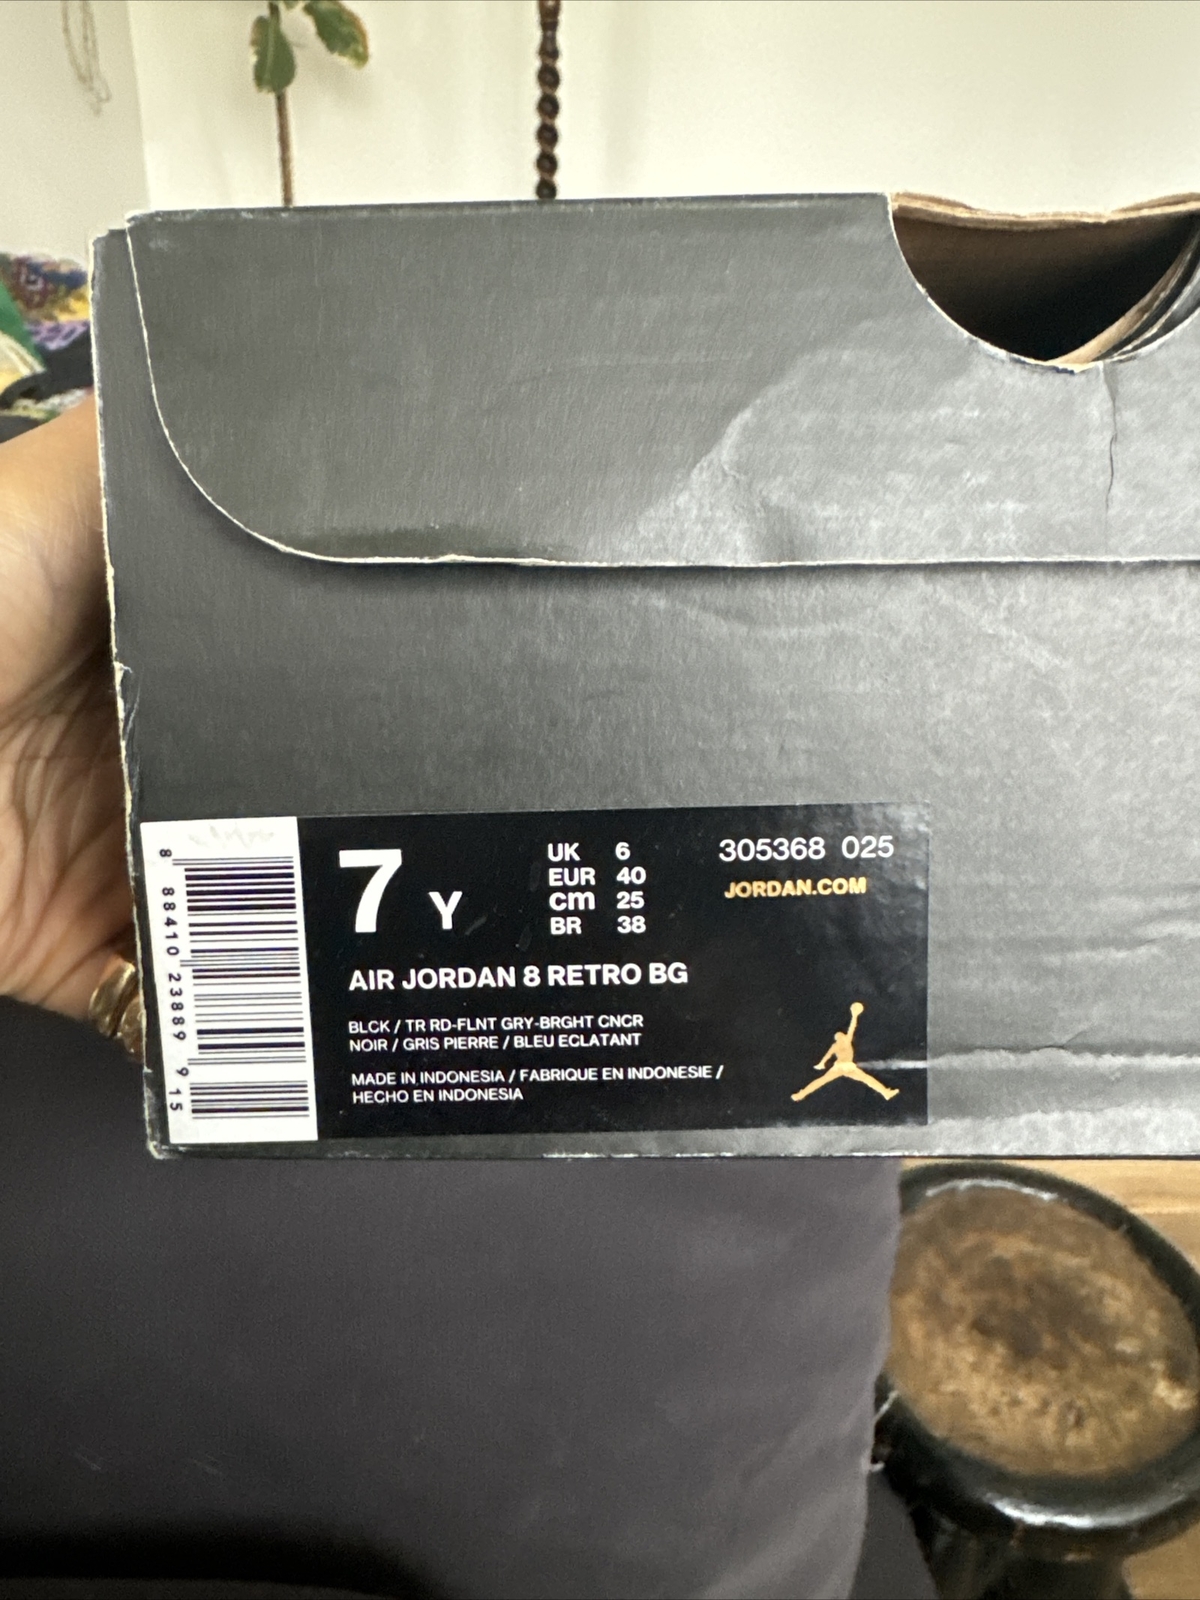 7 Y
UK 6
EUR 40
cm 25
BR 38
305368 025
JORDAN.COM
AIR JORDAN 8 RETRO BG
BLCK / TR RD-FLNT GRY-BRGHT CNCR
NOIR / GRIS PIERRE / BLEU ECLATANT
MADE IN INDONESIA / FABRIQUE EN INDONESIE /
HECHO EN INDONESIA
8 88410 23889 9 15